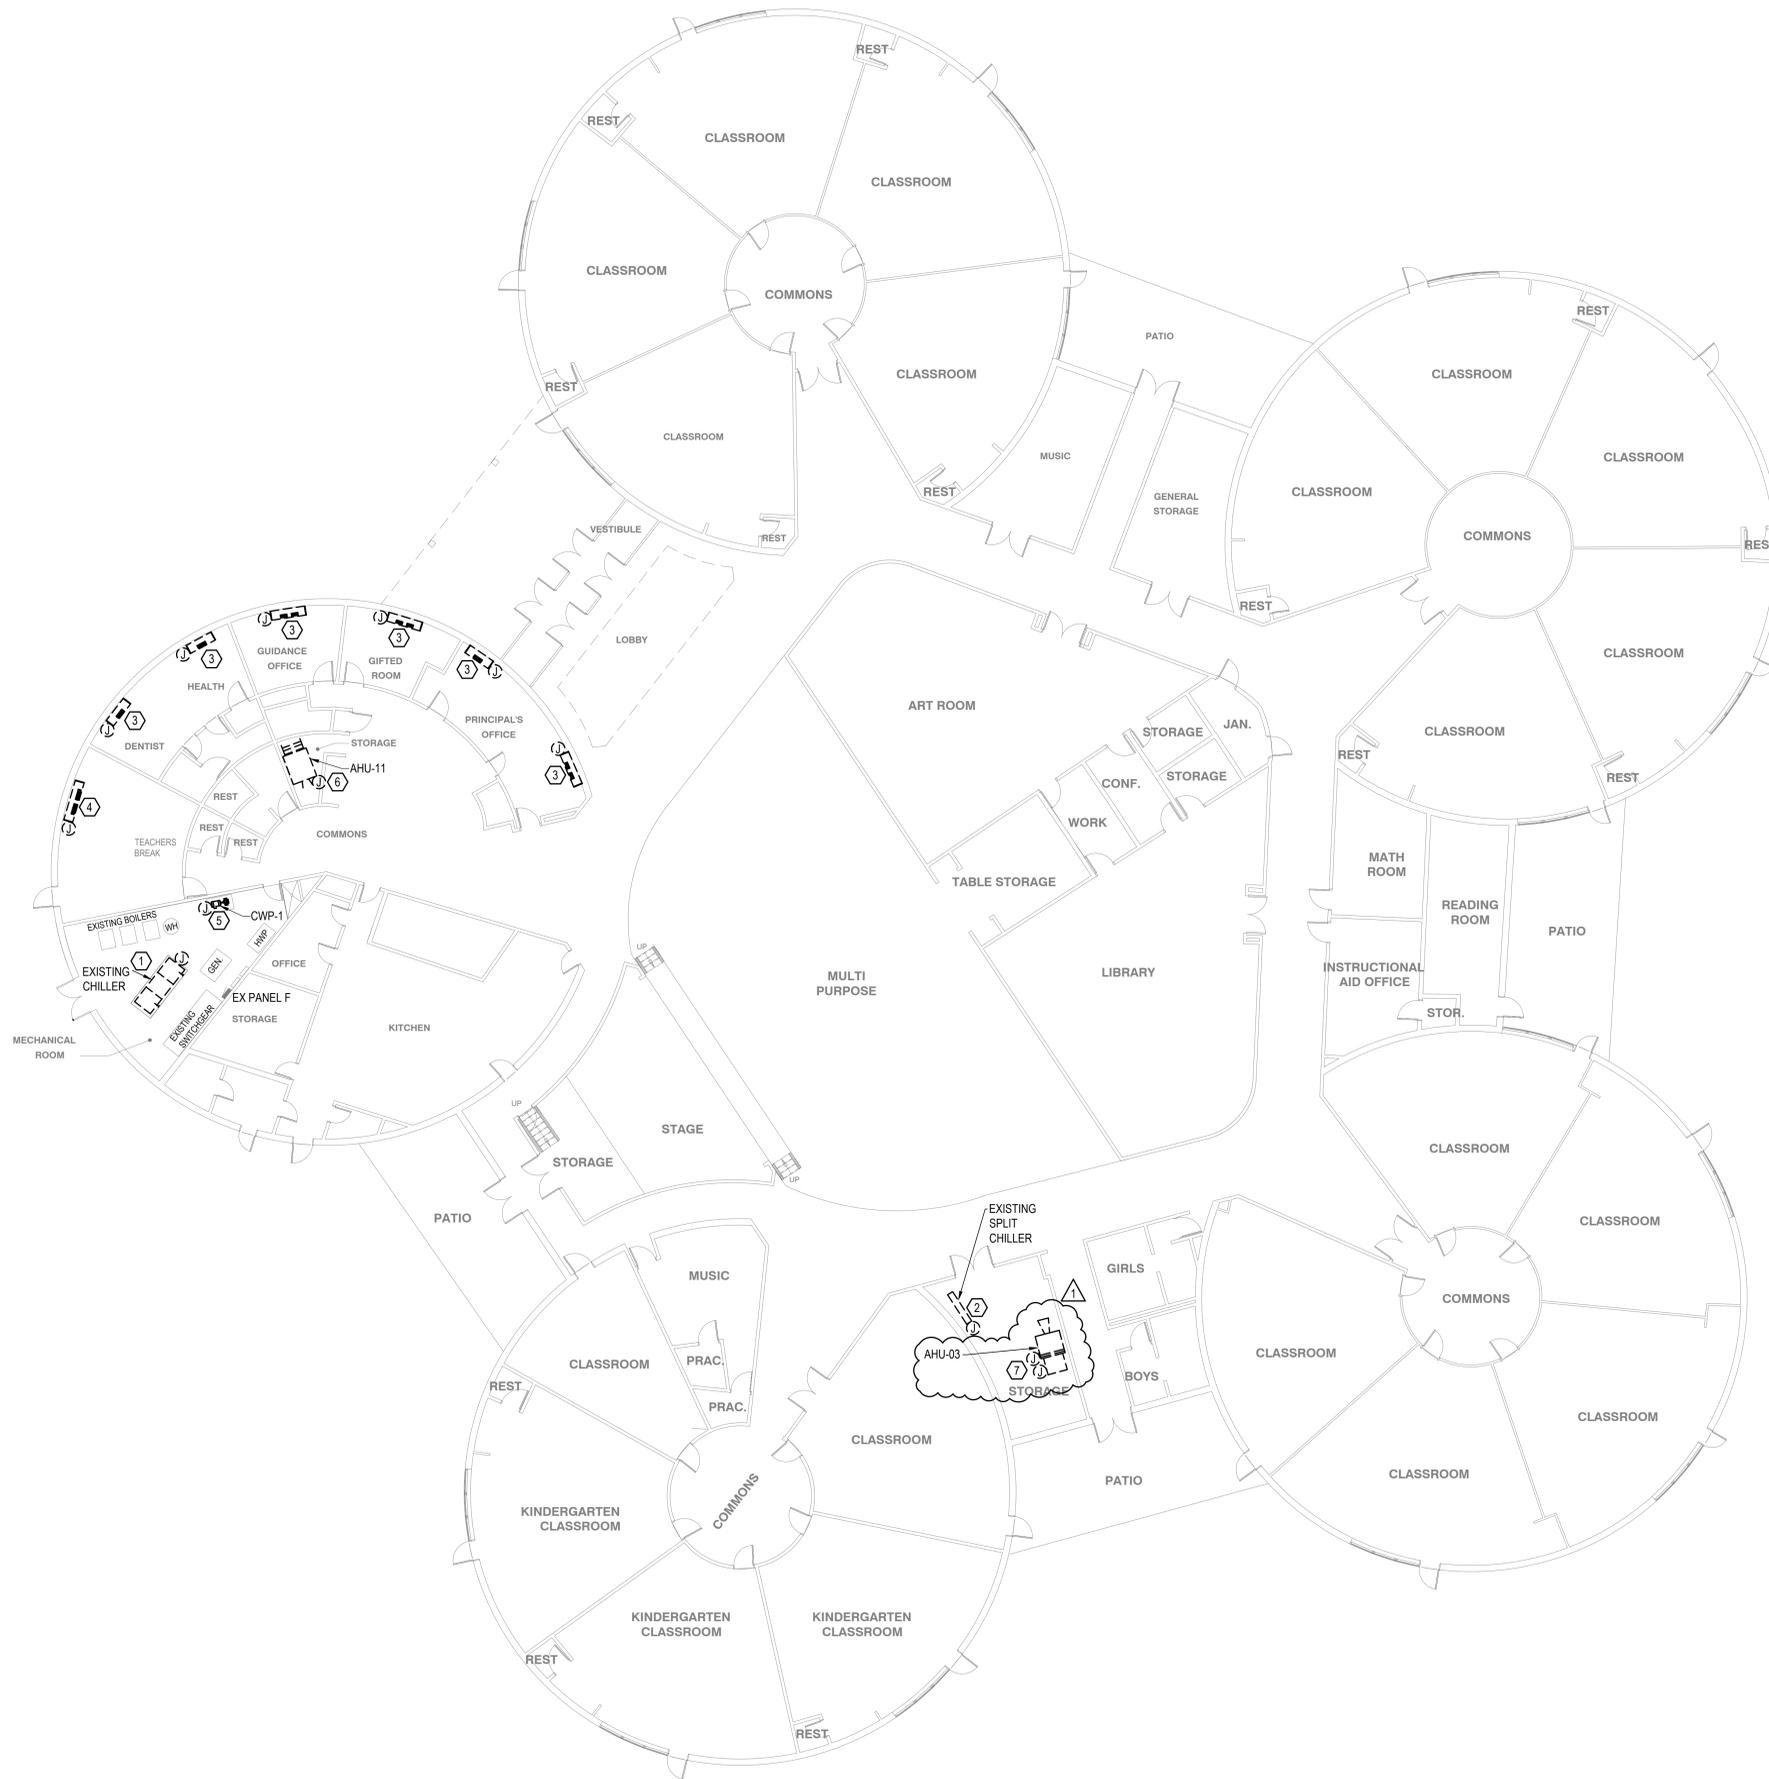 REST
REST
CLASSROOM
CLASSROOM
CLASSROOM
COMMONS
REST
PATIO
CLASSROOM
CLASSROOM
REST
CLASSROOM
CLASSROOM
MUSIC
CLASSROOM
REST
CLASSROOM
GENERAL
STORAGE
VESTIBULE
REST
COMMONS
RES
REST
J
3
J
3
J
3
J
3
GUIDANCE
OFFICE
GIFTED
ROOM
LOBBY
HEALTH
CLASSROOM
J
3
DENTIST
PRINCIPAL'S
OFFICE
ART ROOM
STORAGE
JAN.
CLASSROOM
STORAGE
AHU-11
J
6
J
3
REST
STORAGE
REST
J
4
REST
CONF.
REST
REST
COMMONS
WORK
TEACHERS
BREAK
MATH
ROOM
TABLE STORAGE
J
5
CWP-1
READING
ROOM
EXISTING BOILERS
WH
HWP
PATIO
UP
1
J
GEN.
OFFICE
EXISTING
CHILLER
MULTI
PURPOSE
LIBRARY
INSTRUCTIONAL
AID OFFICE
EX PANEL F
STORAGE
STOR.
KITCHEN
EXISTING
SWITCHGEAR
MECHANICAL
ROOM
UP
STAGE
STORAGE
UP
CLASSROOM
PATIO
EXISTING
SPLIT
CHILLER
CLASSROOM
MUSIC
GIRLS
1
2
J
COMMONS
AHU-03
J
7
J
STORAGE
CLASSROOM
PRAC.
CLASSROOM
BOYS
REST
PRAC.
CLASSROOM
CLASSROOM
CLASSROOM
PATIO
COMMONS
KINDERGARTEN
CLASSROOM
KINDERGARTEN
CLASSROOM
KINDERGARTEN
CLASSROOM
REST
REST